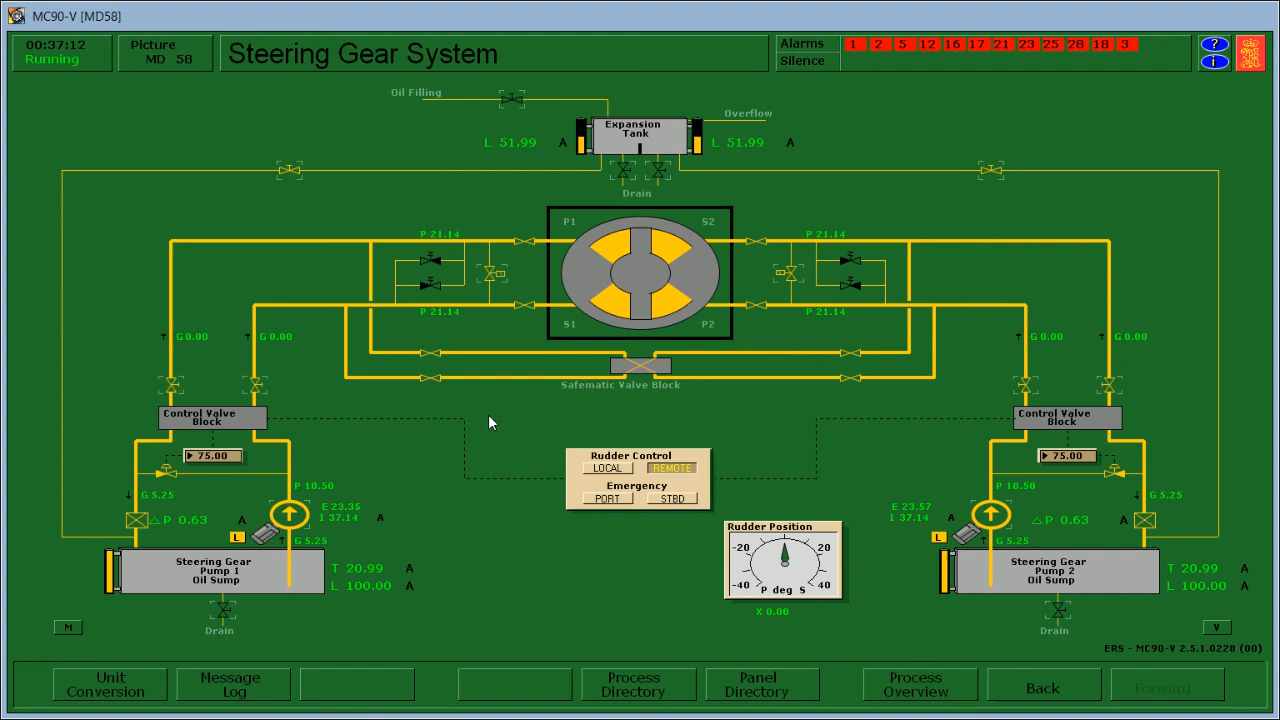 MC90-V [MD58]
00:37:12
Running
Picture
MD 58
Steering Gear System
Alarms 1 2 5 12 16 17 21 23 25 28 18 3
Silence
?
i
Oil Filling
Overflow
Expansion
Tank
L 51.99 A
L 51.99 A
Drain
P1 S2
P 21.14
P 21.14
P 21.14
P 21.14
S1 P2
G 0.00
G 0.00
G 0.00
G 0.00
Safematic Valve Block
Control Valve
Block
Control Valve
Block
75.00
75.00
Rudder Control
LOCAL REMOTE
Emergency
PORT STBD
P 10.50
G 5.25
E 23.35
I 37.14 A
△P 0.63 A
G 5.25
L
P 10.50
G 5.25
E 23.57
I 37.14 A
△P 0.63 A
G 5.25
L
Rudder Position
-20 20
-40 40
P deg S
X 0.00
Steering Gear
Pump 1
Oil Sump
T 20.99 A
L 100.00 A
Steering Gear
Pump 2
Oil Sump
T 20.99 A
L 100.00 A
Drain
Drain
M
V
ERS - MC90-V 2.5.1.0228 (00)
Unit
Conversion
Message
Log
Process
Directory
Panel
Directory
Process
Overview
Back
Forward